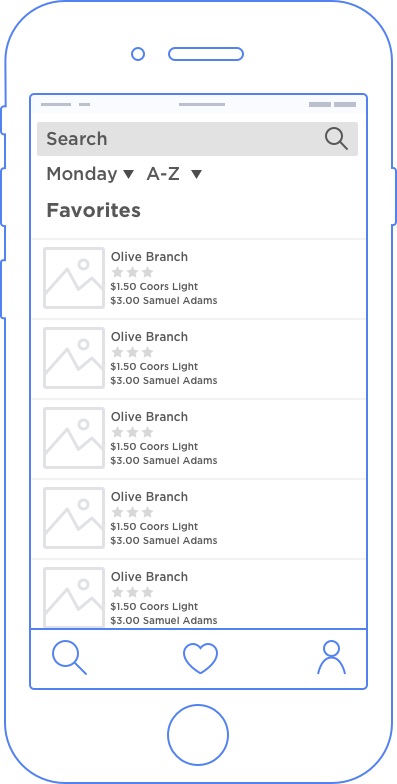 Search
Monday ▼ A-Z ▼
Favorites
Olive Branch
$1.50 Coors Light
$3.00 Samuel Adams
Olive Branch
$1.50 Coors Light
$3.00 Samuel Adams
Olive Branch
$1.50 Coors Light
$3.00 Samuel Adams
Olive Branch
$1.50 Coors Light
$3.00 Samuel Adams
Olive Branch
$1.50 Coors Light
$3.00 Samuel Adams